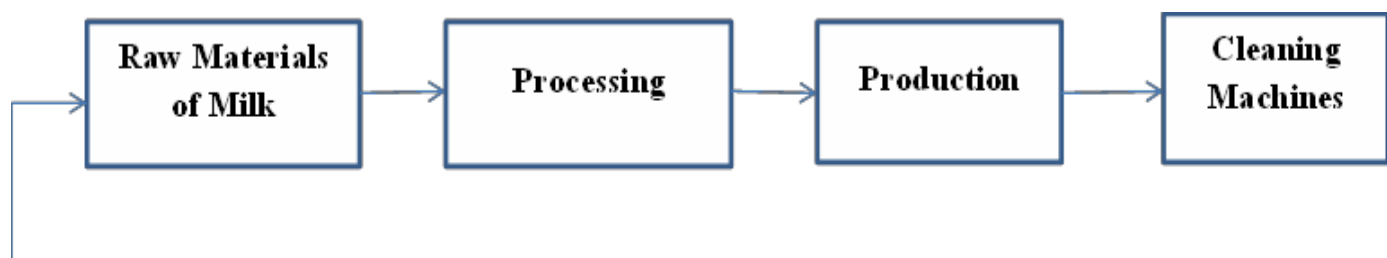 Raw Materials
of Milk
Processing
Production
Cleaning
Machines